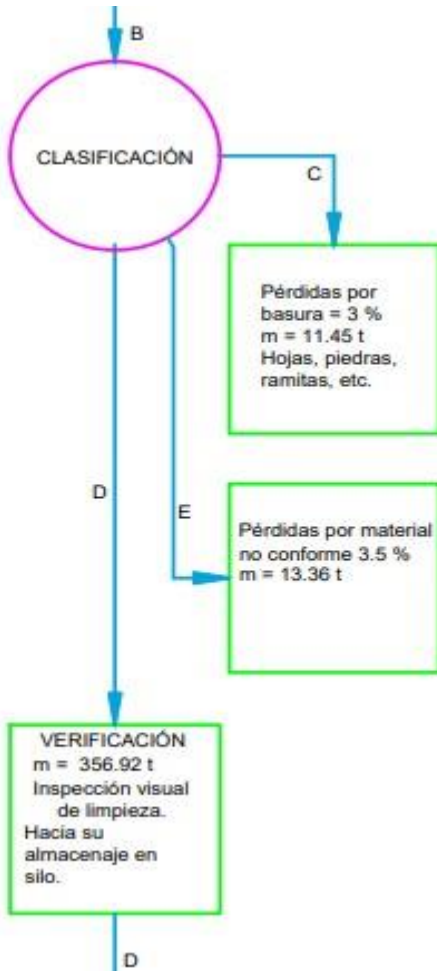 B
CLASIFICACIÓN
C
Pérdidas por
basura = 3 %
m = 11.45 t
Hojas, piedras,
ramitas, etc.
D
E
Pérdidas por material
no conforme 3.5 %
m = 13.36 t
VERIFICACIÓN
m = 356.92 t
Inspección visual
de limpieza.
Hacia su
almacenaje en
silo.
D